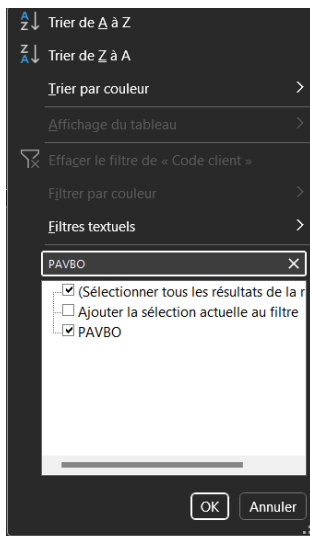 Trier de A à Z
Trier de Z à A
Trier par couleur
Affichage du tableau
Effacer le filtre de « Code client »
Filtrer par couleur
Filtres textuels
PAVBO
(Sélectionner tous les résultats de la r
Ajouter la sélection actuelle au filtre
PAVBO
OK Annuler